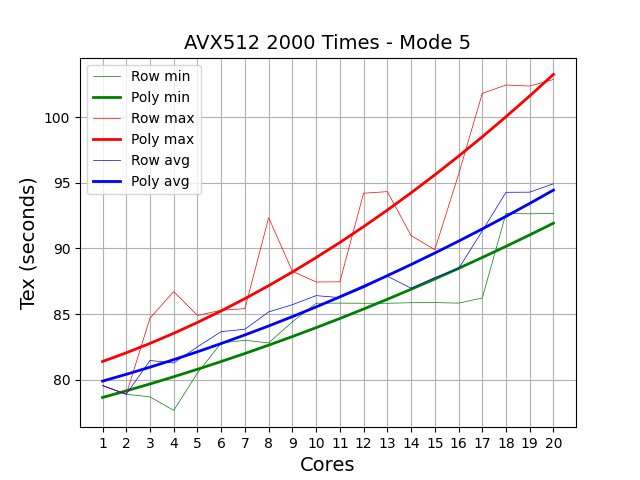 AVX512 2000 Times - Mode 5
Row min
Poly min
Row max
Poly max
Row avg
Poly avg
100
95
90
85
80
Tex (seconds)
1 2 3 4 5 6 7 8 9 10 11 12 13 14 15 16 17 18 19 20
Cores